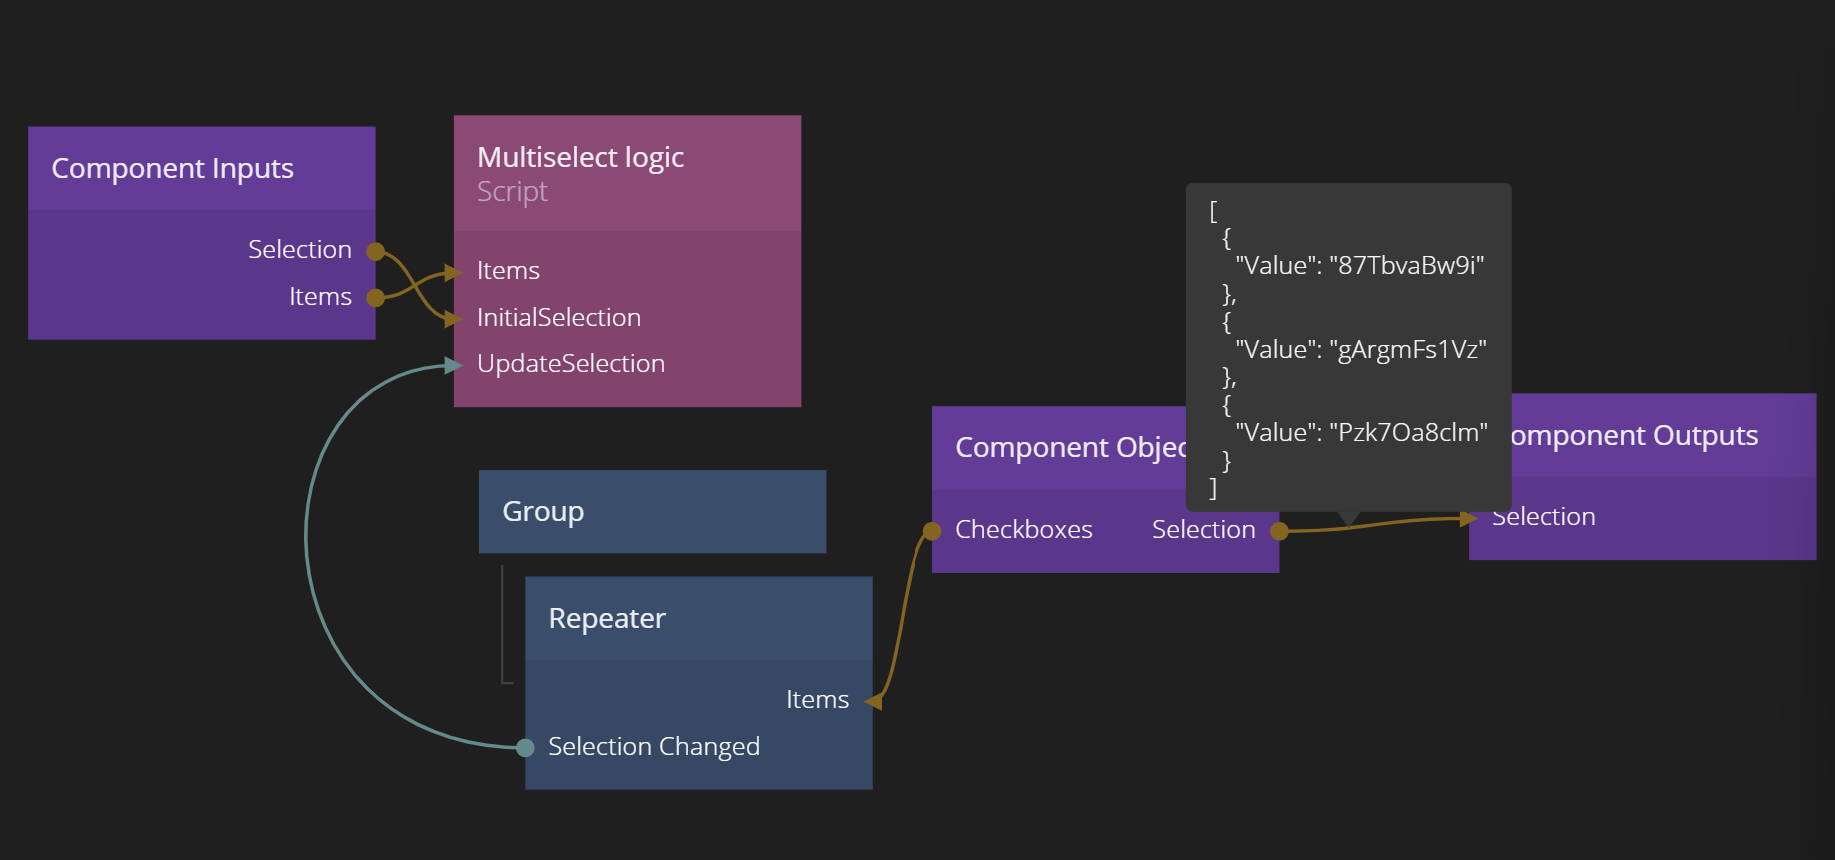 Component Inputs
Selection
Items
Multiselect logic
Script
Items
InitialSelection
UpdateSelection
Group
Repeater
Items
Selection Changed
Component Objec
Checkboxes
Selection
[
{
"Value": "87TbvaBw9i"
},
{
"Value": "gArgmFs1Vz"
},
{
"Value": "Pzk7Oa8clm"
}
]
omponent Outputs
Selection